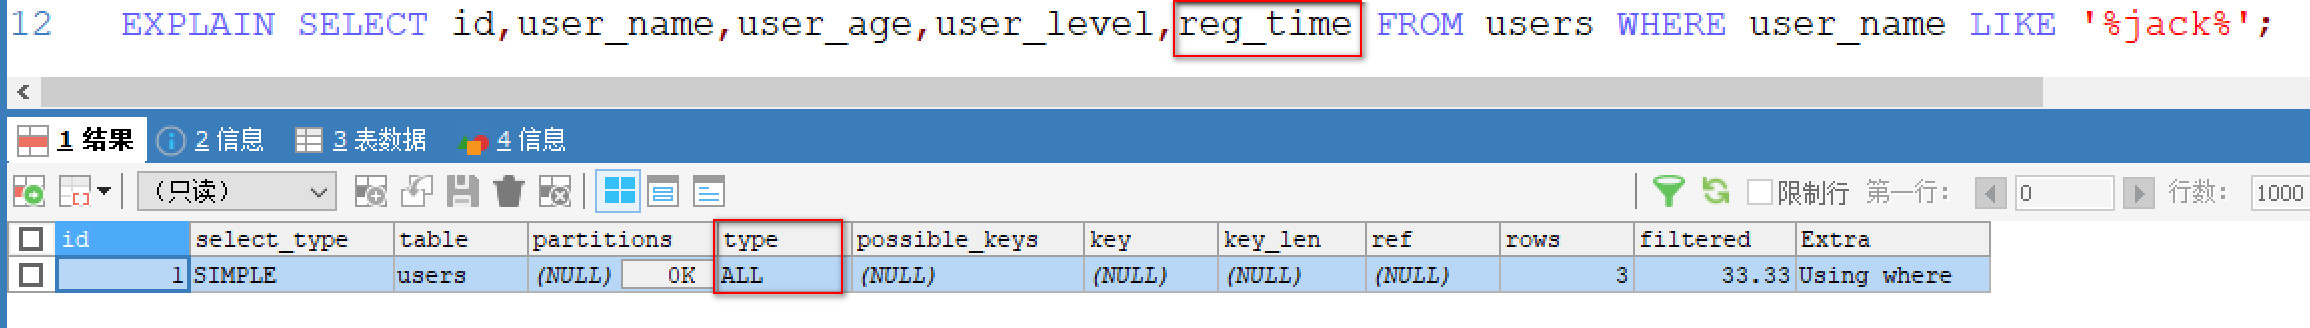 12 EXPLAIN SELECT id,user_name,user_age,user_level,reg_time FROM users WHERE user_name LIKE '%jack%';
1 结果 2 信息 3 表数据 4 信息
(只读) 限制行 第一行: 0 行数: 1000
id select_type table partitions type possible_keys key key_len ref rows filtered Extra
1 SIMPLE users (NULL) 0K ALL (NULL) (NULL) (NULL) (NULL) 3 33.33 Using where